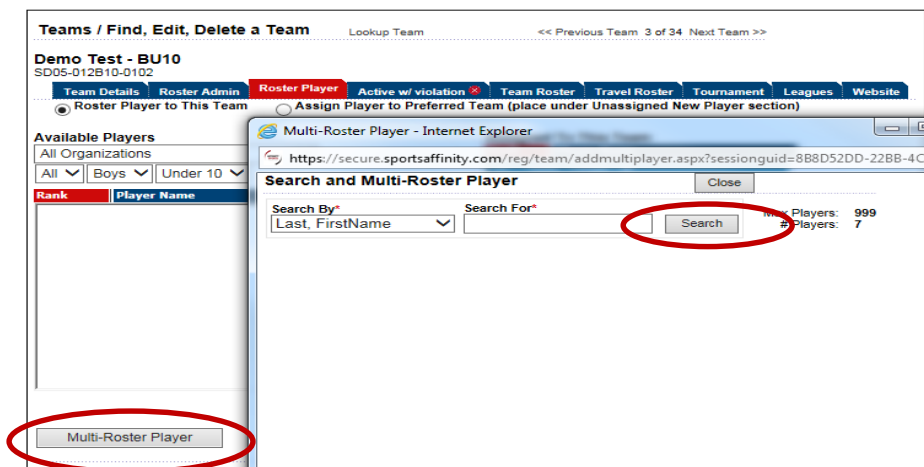 Teams / Find, Edit, Delete a Team Lookup Team << Previous Team 3 of 34 Next Team >>
Demo Test - BU10
SD05-012B10-0102
Team Details Roster Admin Roster Player Active w/ violation Team Roster Travel Roster Tournament Leagues Website
Roster Player to This Team Assign Player to Preferred Team (place under Unassigned New Player section)
Available Players
All Organizations
All Boys Under 10
Rank Player Name
Multi-Roster Player
Multi-Roster Player - Internet Explorer
https://secure.sportsaffinity.com/reg/team/addmultiplayer.aspx?sessionguid=8B8D52DD-22BB-4C
Search and Multi-Roster Player Close
Search By* Search For*
Last, FirstName Search
Max Players: 999
# Players: 7